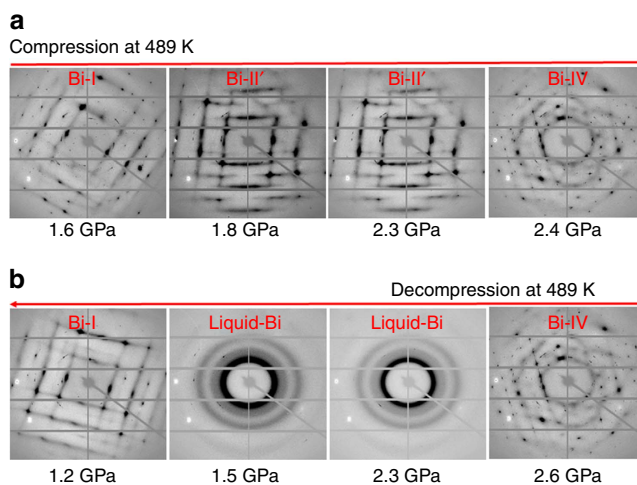 a
Compression at 489 K
Bi-I Bi-II′ Bi-II′ Bi-IV
1.6 GPa 1.8 GPa 2.3 GPa 2.4 GPa
b
Decompression at 489 K
Bi-I Liquid-Bi Liquid-Bi Bi-IV
1.2 GPa 1.5 GPa 2.3 GPa 2.6 GPa